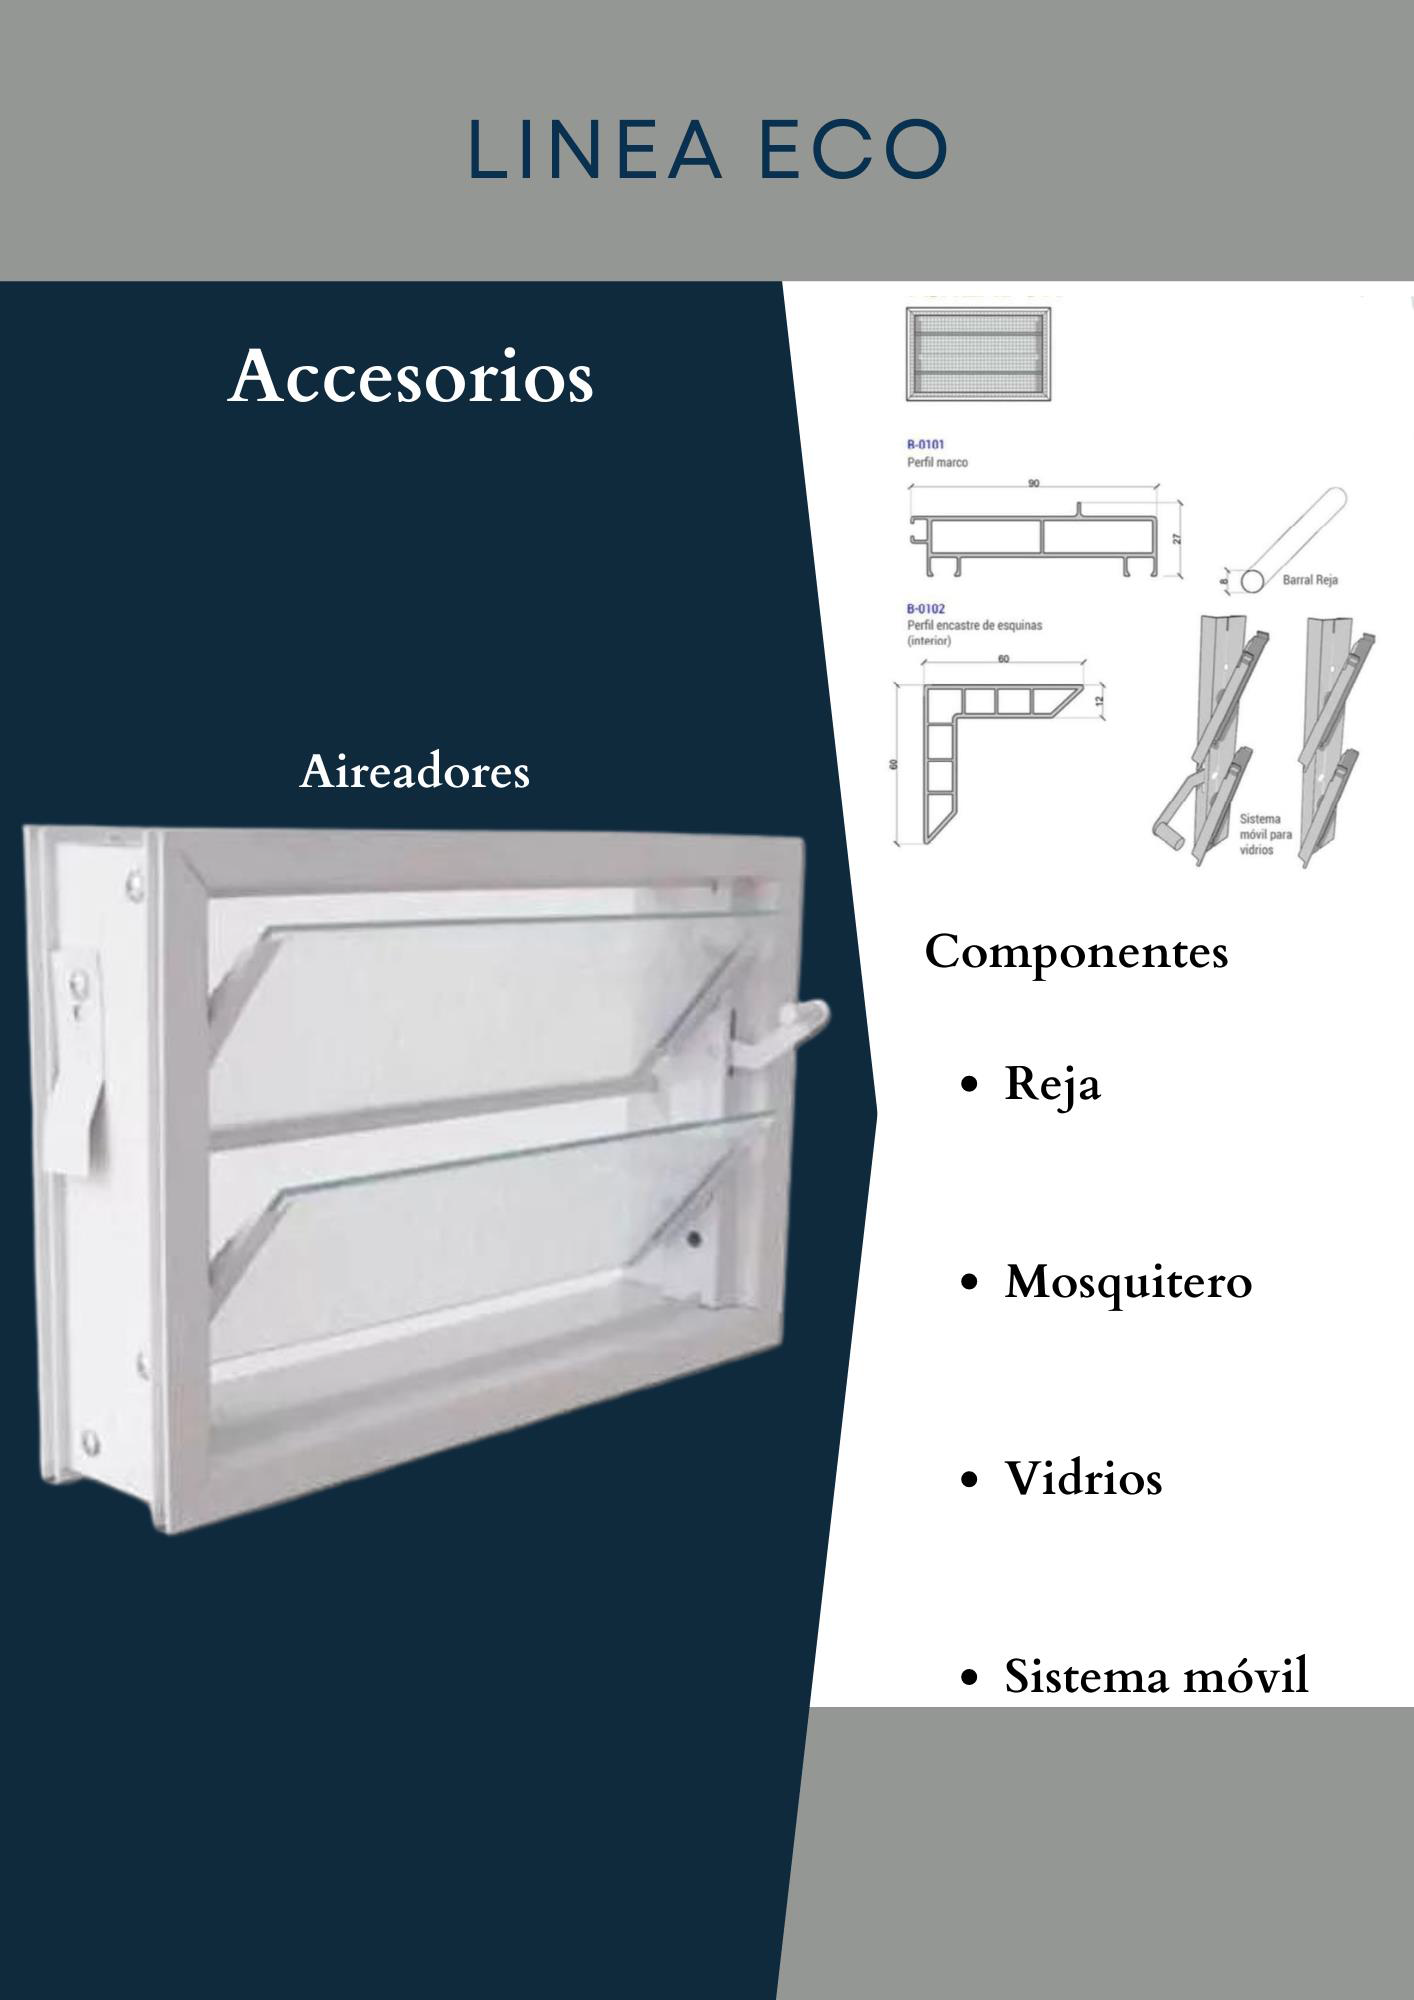 LINEA ECO
Accesorios
Aireadores
B-0101
Perfil marco
90
27
8
Barral Reja
B-0102
Perfil encastre de esquinas
(interior)
60
12
60
Sistema
móvil para
vidrios
Componentes
• Reja
• Mosquitero
• Vidrios
• Sistema móvil